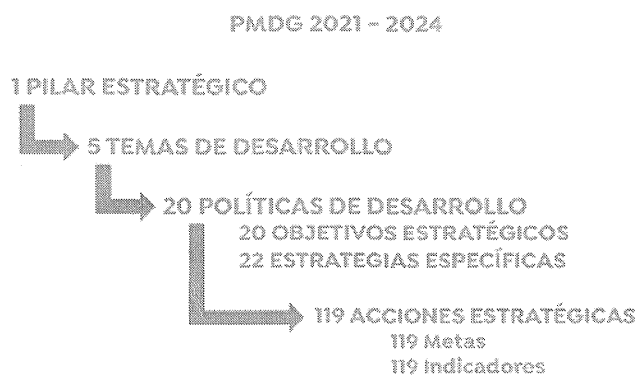 PMDG 2021 - 2024
1 PILAR ESTRATÉGICO
5 TEMAS DE DESARROLLO
20 POLÍTICAS DE DESARROLLO
20 OBJETIVOS ESTRATÉGICOS
22 ESTRATEGIAS ESPECÍFICAS
119 ACCIONES ESTRATÉGICAS
119 Metas
119 Indicadores